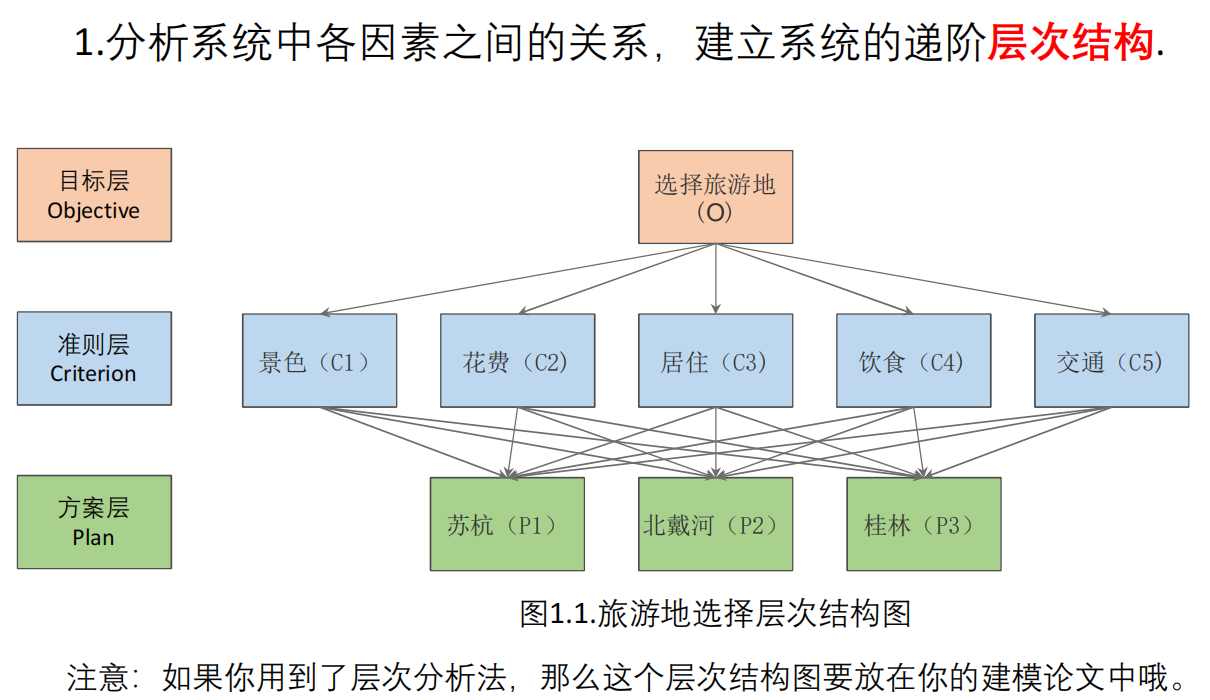 1.分析系统中各因素之间的关系，建立系统的递阶层次结构.
目标层
Objective
选择旅游地
(O)
准则层
Criterion
景色（C1）
花费（C2)
居住（C3)
饮食（C4)
交通（C5)
方案层
Plan
苏杭（P1）
北戴河（P2）
桂林（P3）
图1.1.旅游地选择层次结构图
注意：如果你用到了层次分析法，那么这个层次结构图要放在你的建模论文中哦。